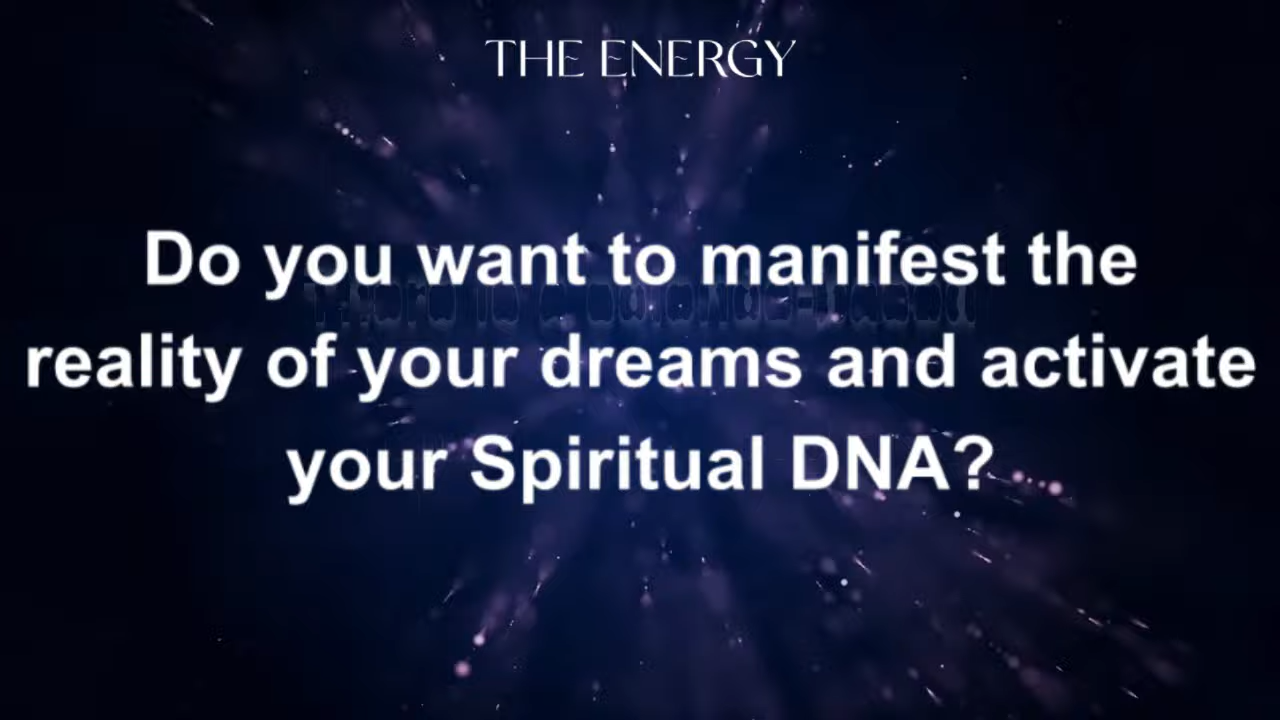 THE ENERGY
Do you want to manifest the
reality of your dreams and activate
your Spiritual DNA?